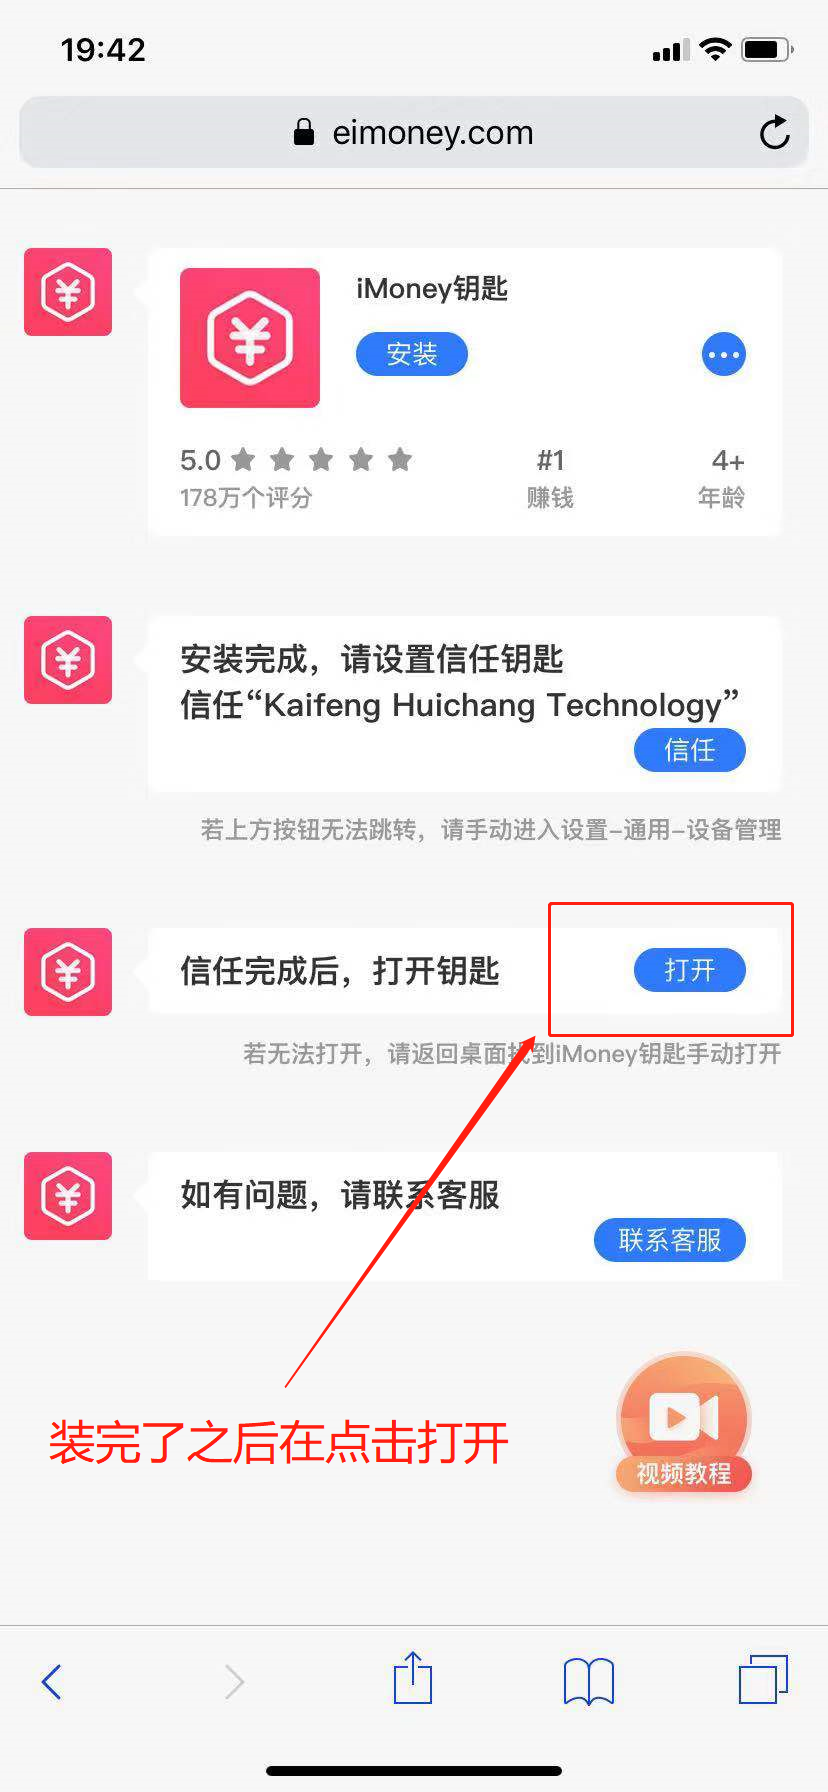 19:42
eimoney.com
iMoney钥匙
安装
5.0
#1
4+
178万个评分
赚钱
年龄
安装完成，请设置信任钥匙
信任“Kaifeng Huichang Technology”
信任
若上方按钮无法跳转，请手动进入设置-通用-设备管理
信任完成后，打开钥匙
打开
若无法打开，请返回桌面找到iMoney钥匙手动打开
如有问题，请联系客服
联系客服
装完了之后在点击打开
视频教程